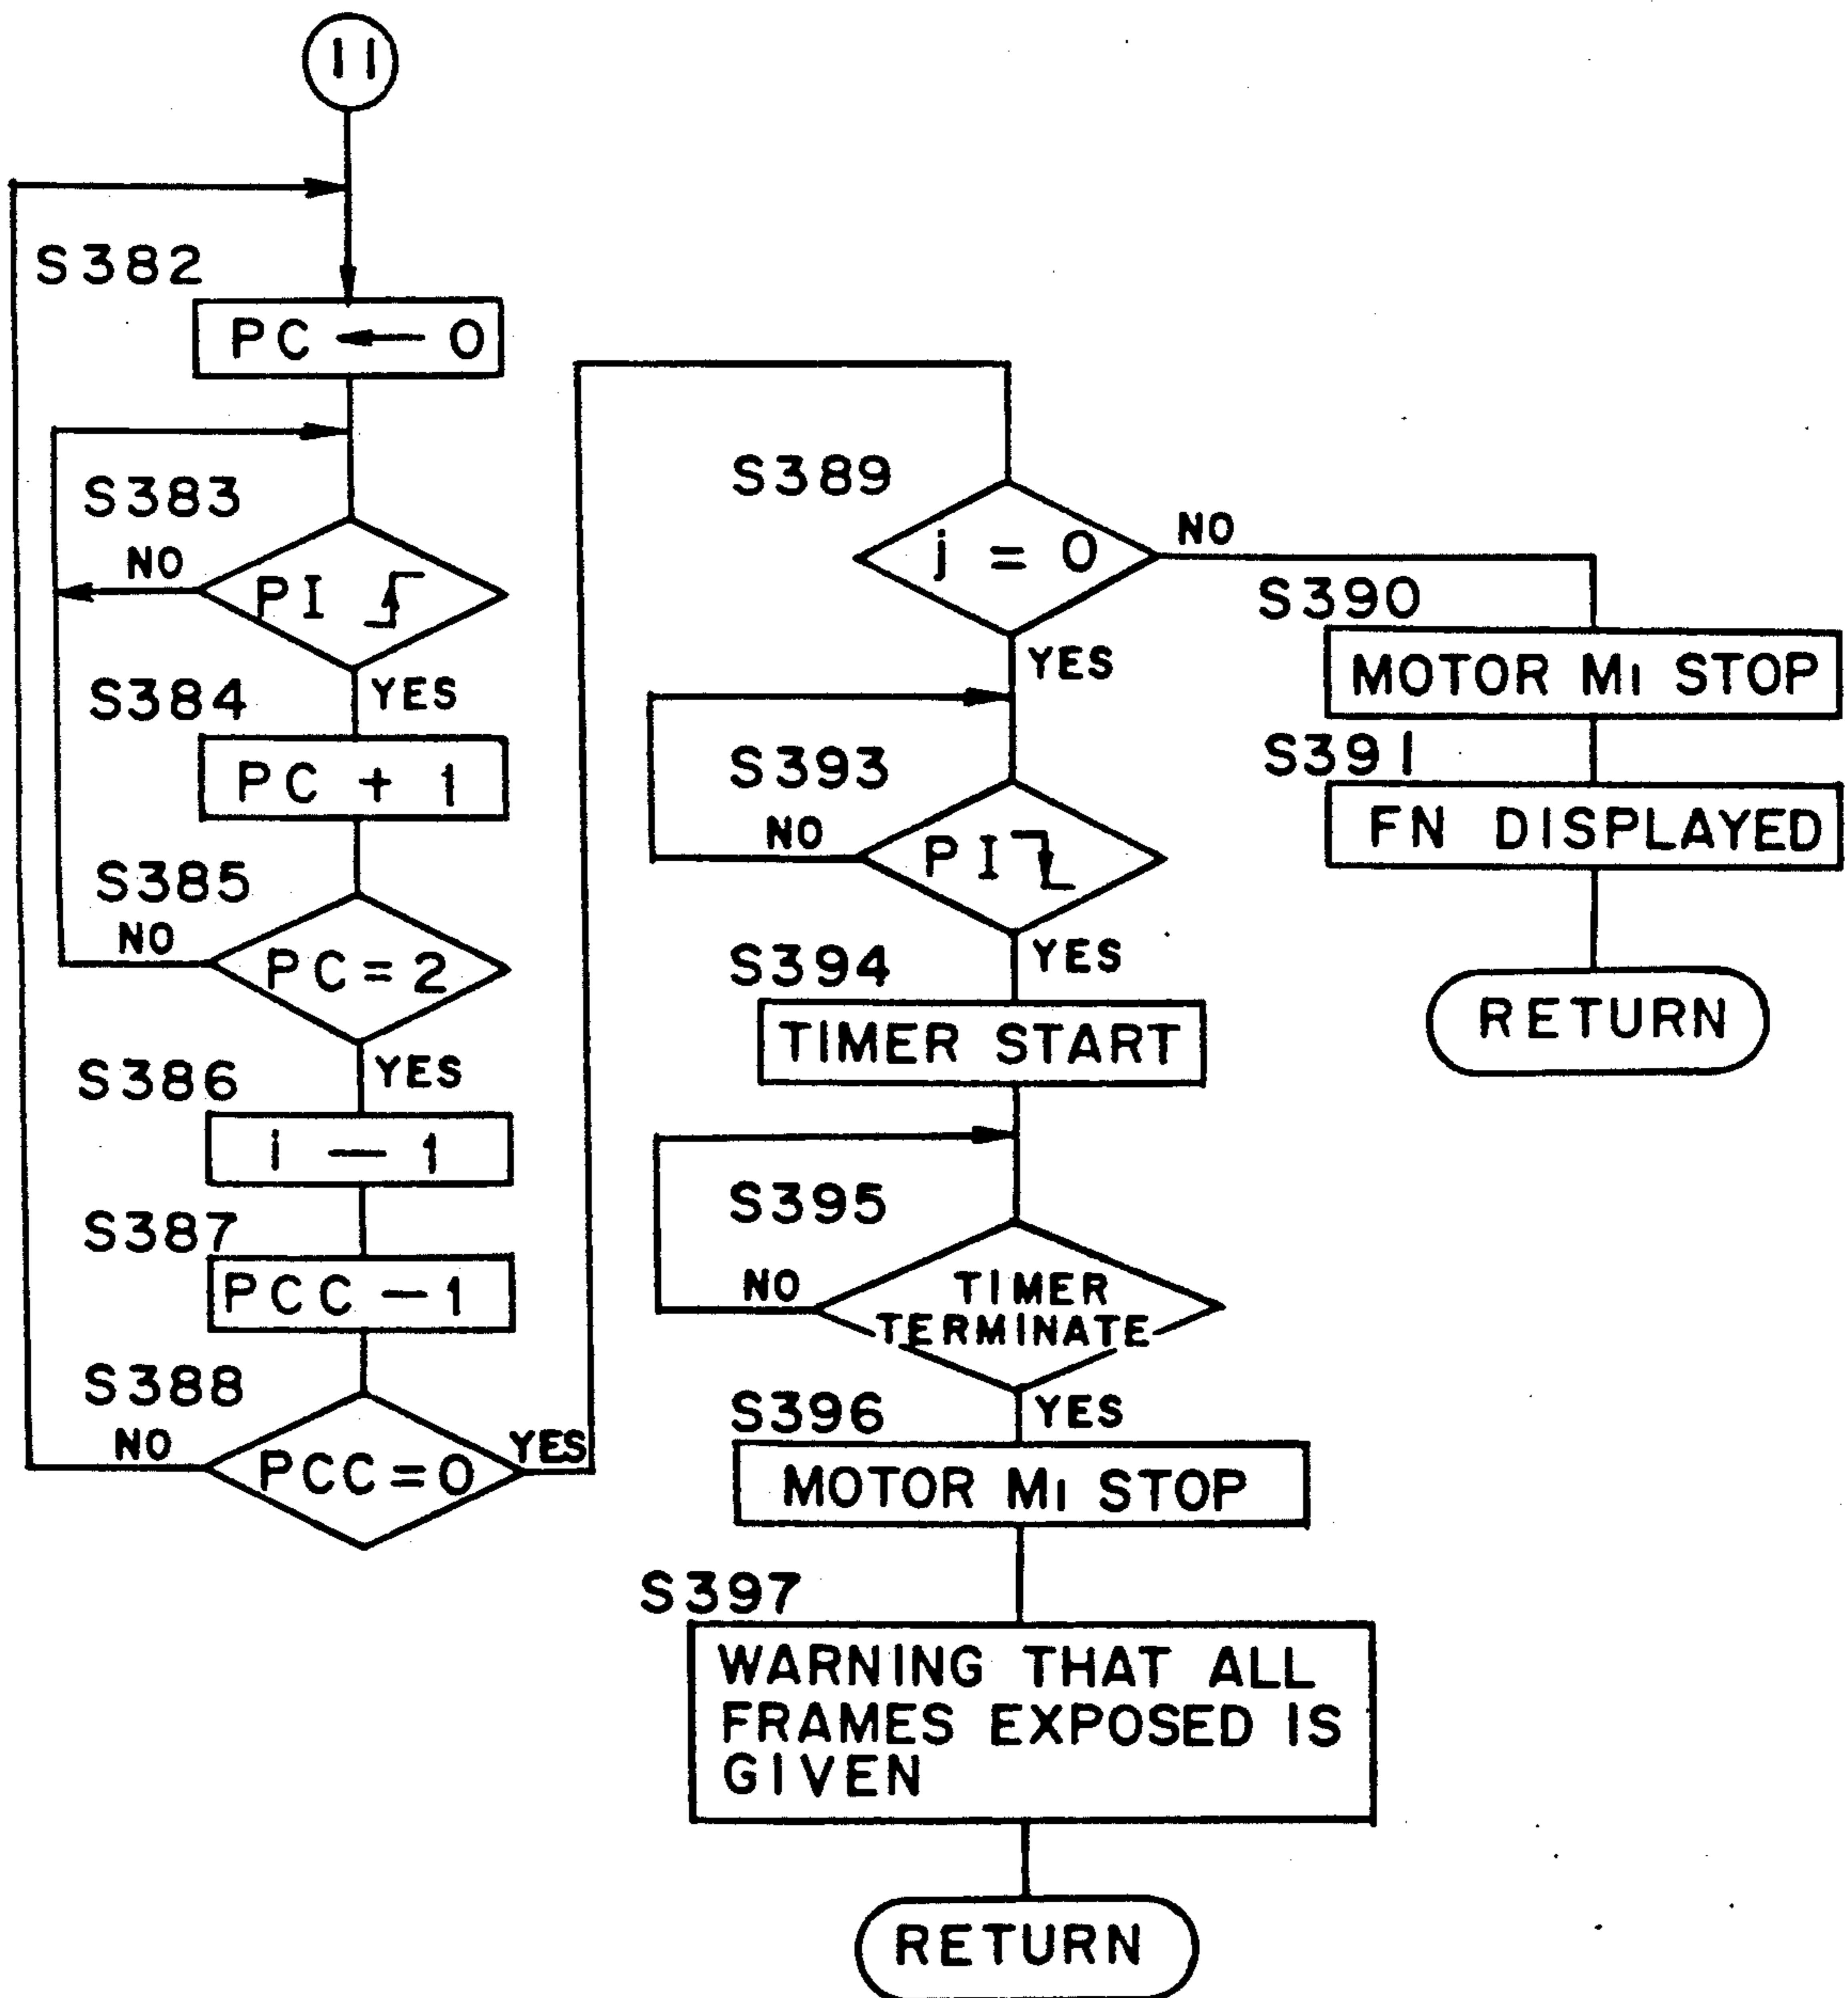 11
S382
PC ← 0
S383
NO
PI
YES
S384
PC + 1
S385
NO
PC = 2
YES
S386
i - 1
S387
PCC - 1
S388
NO
PCC = 0
YES
S389
j = 0
NO
YES
S390
MOTOR M1 STOP
S391
FN DISPLAYED
RETURN
S393
NO
PI
YES
S394
TIMER START
S395
NO
TIMER
TERMINATE
YES
S396
MOTOR M1 STOP
S397
WARNING THAT ALL
FRAMES EXPOSED IS
GIVEN
RETURN